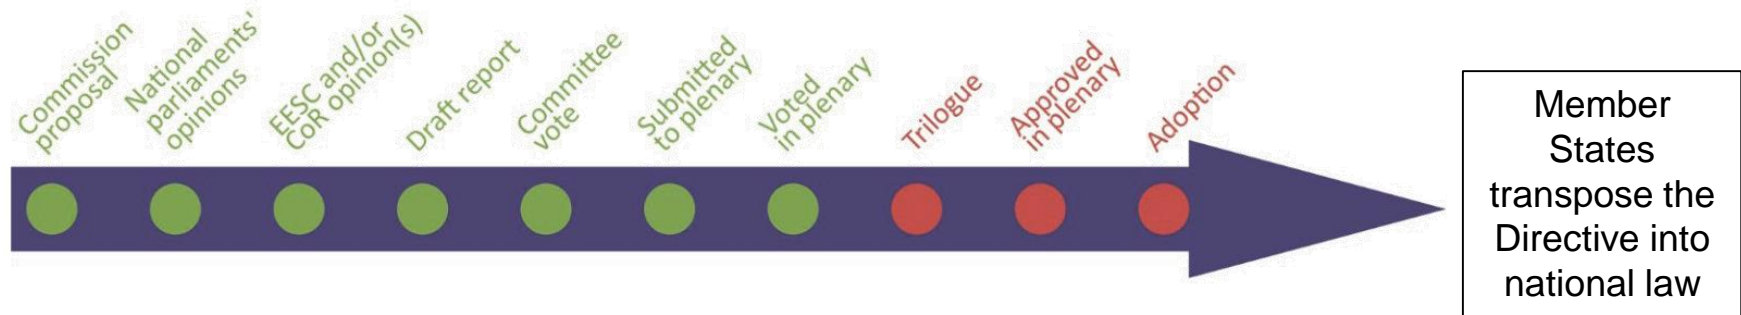 Commission
proposal
National
parliaments'
opinions
EESC and/or
CoR opinion(s)
Draft report
Committee
vote
Submitted
to plenary
Voted
in plenary
Trilogue
Approved
in plenary
Adoption
Member
States
transpose the
Directive into
national law